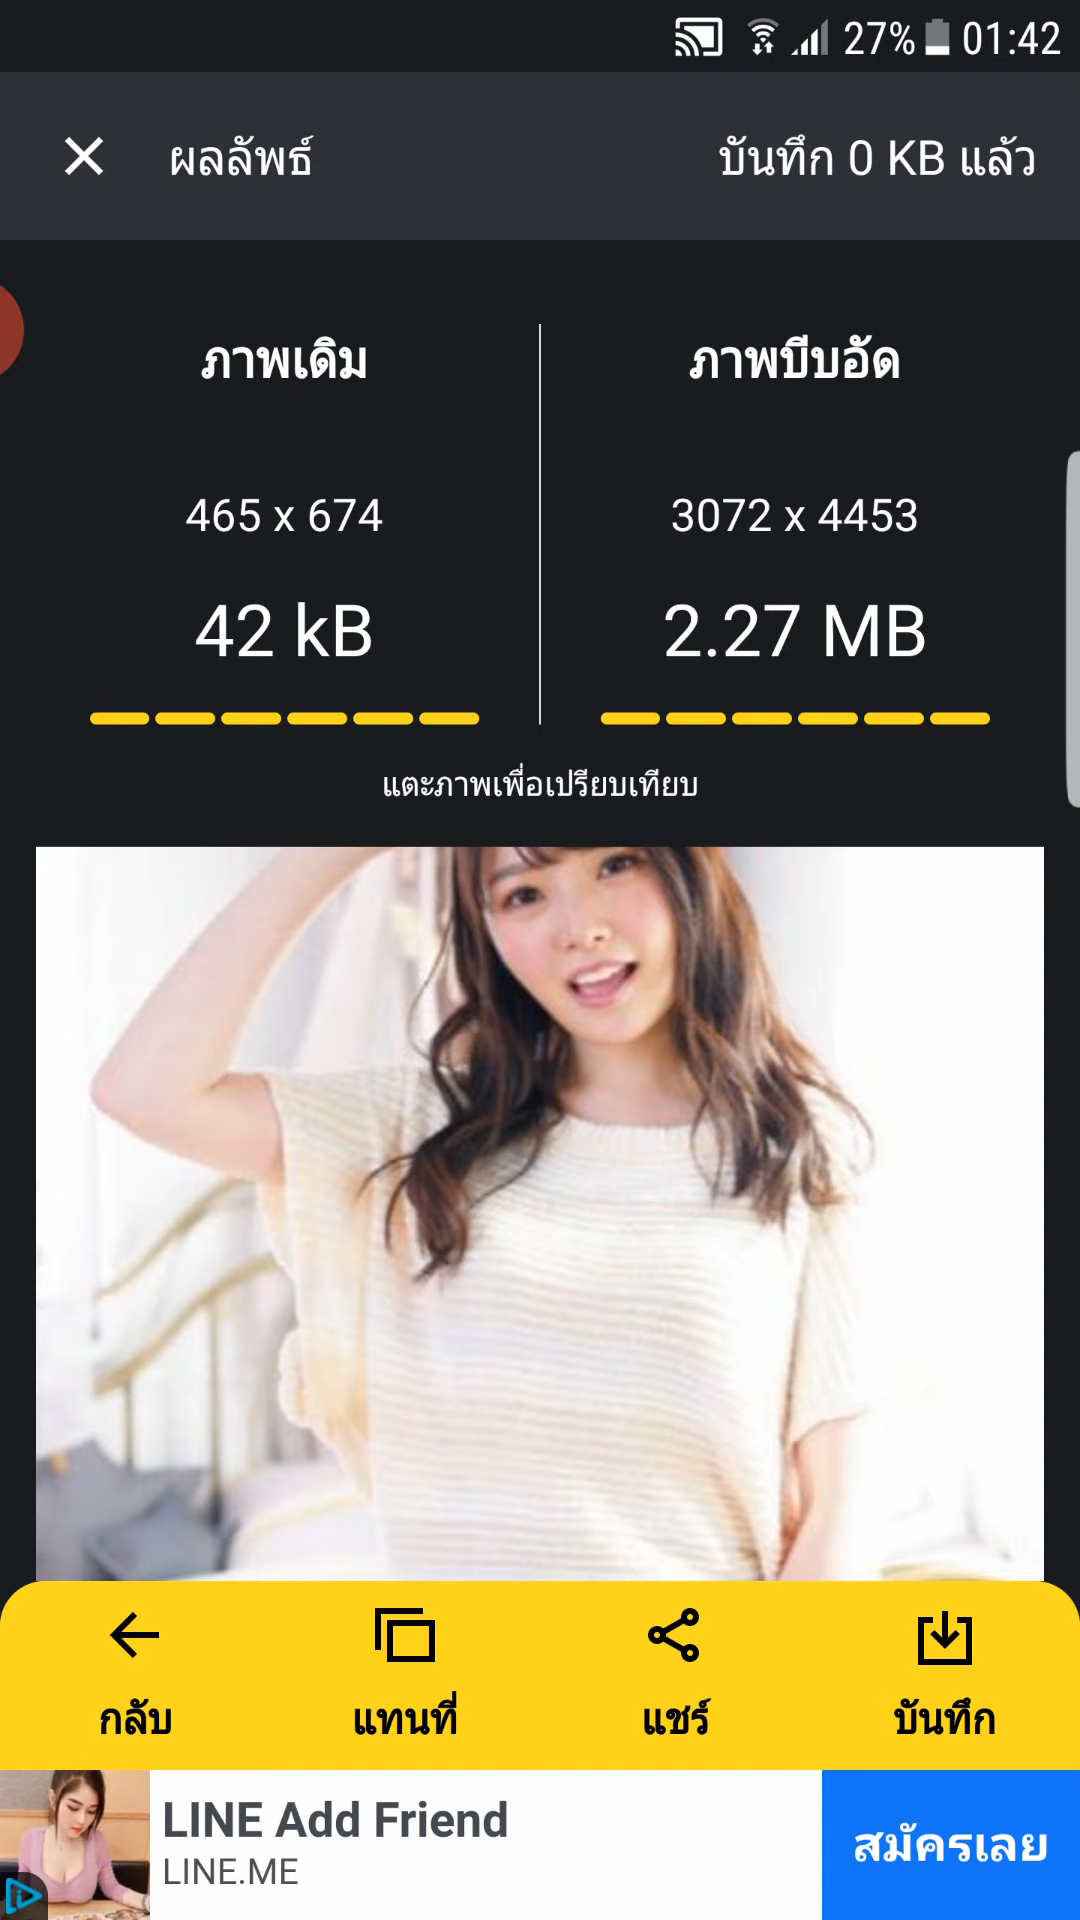 27% 01:42
ผลลัพธ์ บันทึก 0 KB แล้ว
ภาพเดิม ภาพบีบอัด
465 x 674 3072 x 4453
42 kB 2.27 MB
แตะภาพเพื่อเปรียบเทียบ
กลับ แทนที่ แชร์ บันทึก
LINE Add Friend
LINE.ME
สมัครเลย